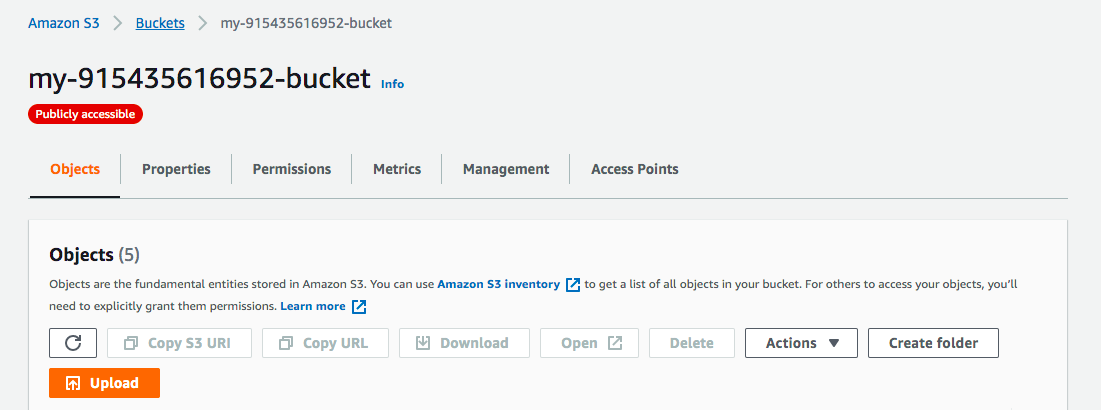 Amazon S3 > Buckets > my-915435616952-bucket
my-915435616952-bucket Info
Publicly accessible
Objects Properties Permissions Metrics Management Access Points
Objects (5)
Objects are the fundamental entities stored in Amazon S3. You can use Amazon S3 inventory to get a list of all objects in your bucket. For others to access your objects, you'll
need to explicitly grant them permissions. Learn more
Copy S3 URI Copy URL Download Open Delete Actions Create folder
Upload